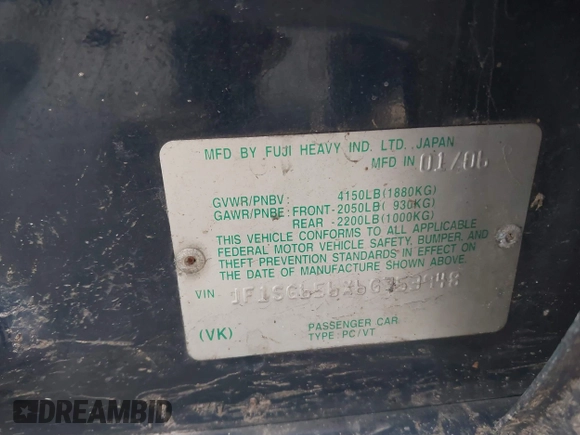 MFD BY FUJI HEAVY IND. LTD. JAPAN
MFD IN 01/06
GVWR/PNBV: 4150LB(1880KG)
GAWR/PNBE: FRONT-2050LB( 930KG)
REAR -2200LB(1000KG)
THIS VEHICLE CONFORMS TO ALL APPLICABLE
FEDERAL MOTOR VEHICLE SAFETY, BUMPER, AND
THEFT PREVENTION STANDARDS IN EFFECT ON
THE DATE OF MANUFACTURE SHOWN ABOVE.
VIN
(VK)
PASSENGER CAR
TYPE: PC/VT
DREAMBID